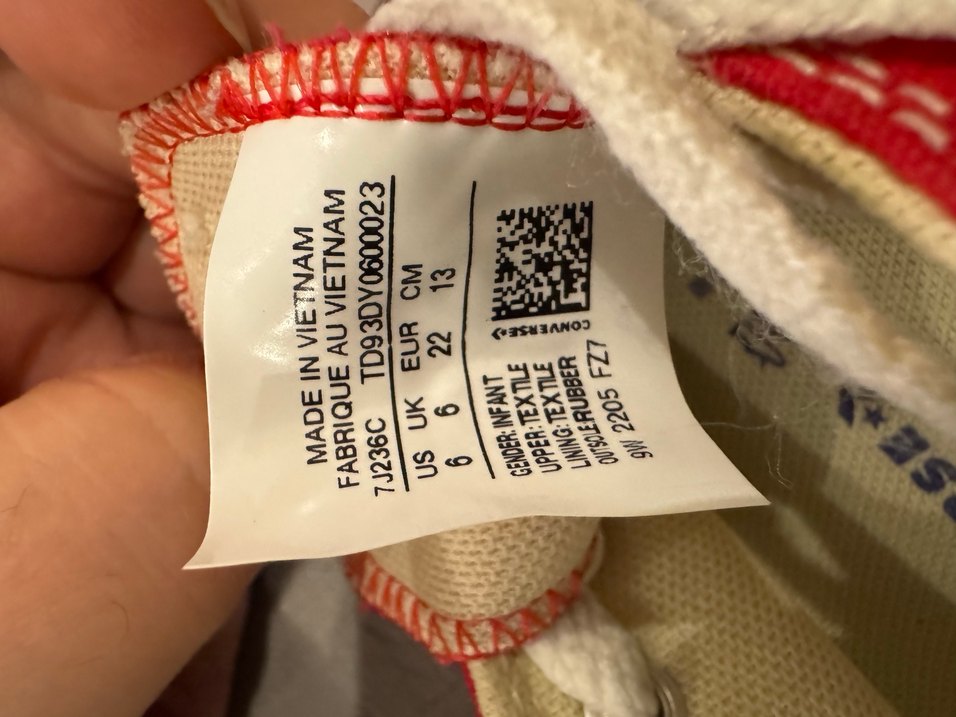 MADE IN VIETNAM
FABRIQUE AU VIETNAM
7J236C TD93DY0600023
US UK EUR CM
6 6 22 13
CONVERSE
GENDER: INFANT
UPPER: TEXTILE
LINING: TEXTILE
OUTSOLE: RUBBER
9W 2205 FZ7